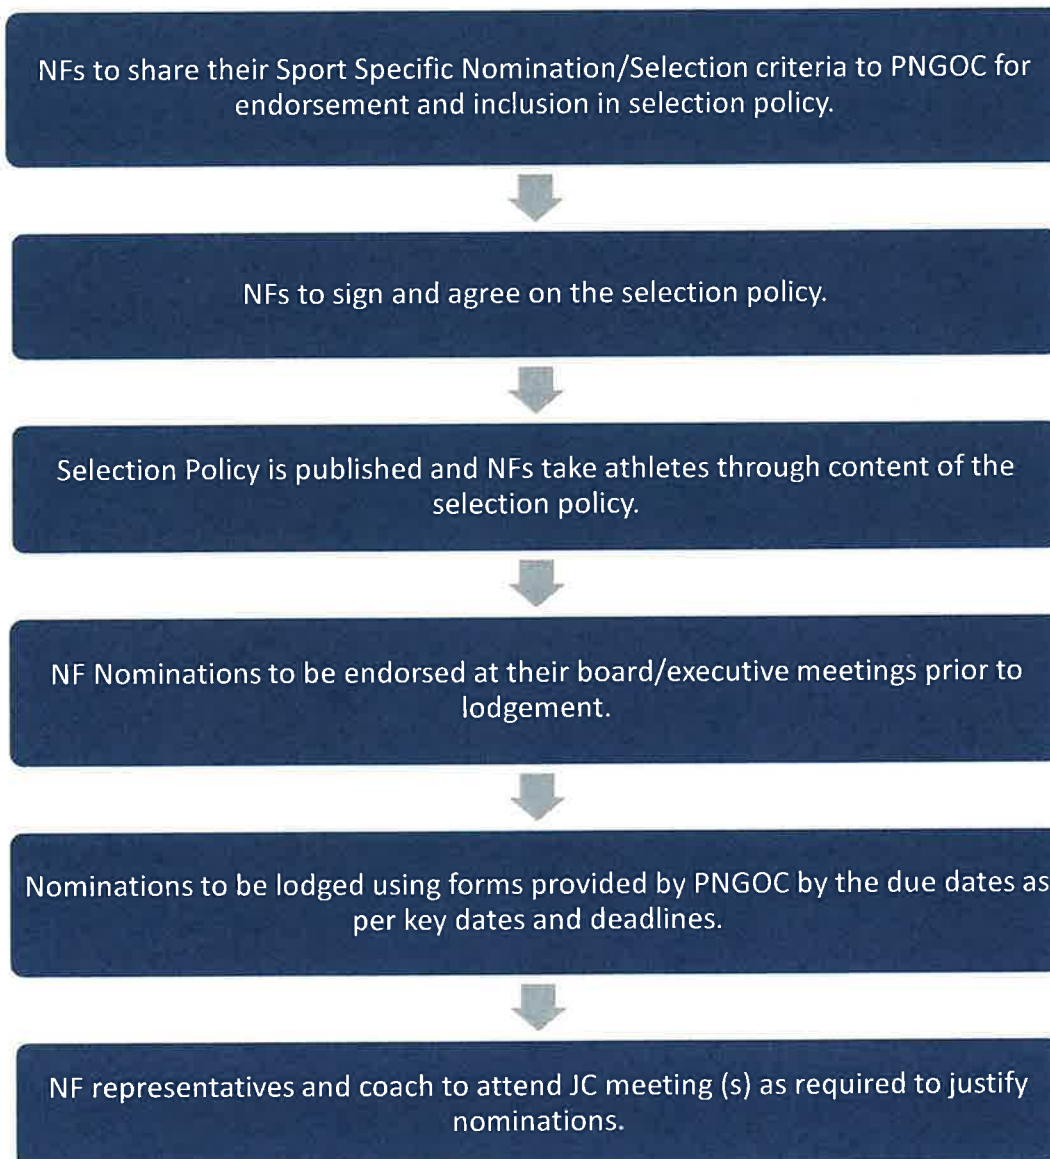 NFs to share their Sport Specific Nomination/Selection criteria to PNGOC for
endorsement and inclusion in selection policy.
NFs to sign and agree on the selection policy.
Selection Policy is published and NFs take athletes through content of the
selection policy.
NF Nominations to be endorsed at their board/executive meetings prior to
lodgement.
Nominations to be lodged using forms provided by PNGOC by the due dates as
per key dates and deadlines.
NF representatives and coach to attend JC meeting (s) as required to justify
nominations.